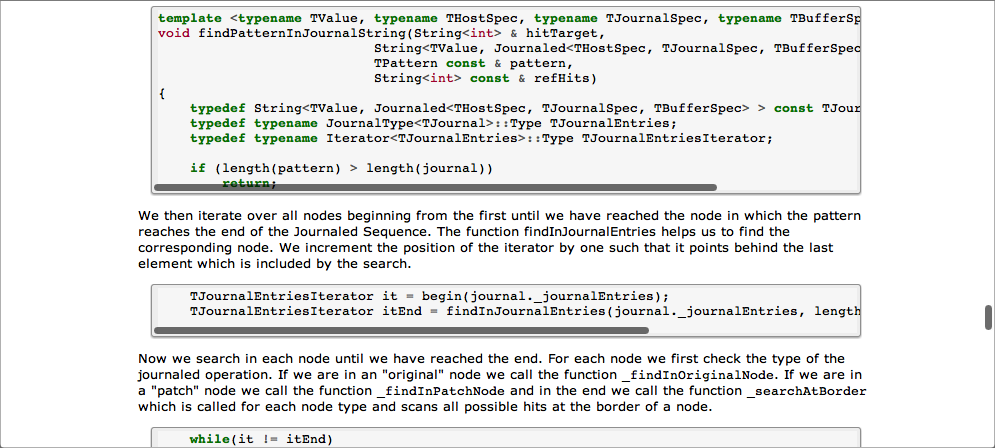 template <typename TValue, typename THostSpec, typename TJournalSpec, typename TBufferSp
void findPatternInJournalString(String<int> & hitTarget,
String<TValue, Journaled<THostSpec, TJournalSpec, TBufferSpec
TPattern const & pattern,
String<int> const & refHits)
{
typedef String<TValue, Journaled<THostSpec, TJournalSpec, TBufferSpec> > const TJour
typedef typename JournalType<TJournal>::Type TJournalEntries;
typedef typename Iterator<TJournalEntries>::Type TJournalEntriesIterator;
if (length(pattern) > length(journal))
return;
We then iterate over all nodes beginning from the first until we have reached the node in which the pattern
reaches the end of the Journaled Sequence. The function findInJournalEntries helps us to find the
corresponding node. We increment the position of the iterator by one such that it points behind the last
element which is included by the search.
TJournalEntriesIterator it = begin(journal._journalEntries);
TJournalEntriesIterator itEnd = findInJournalEntries(journal._journalEntries, length
Now we search in each node until we have reached the end. For each node we first check the type of the
journaled operation. If we are in an "original" node we call the function _findInOriginalNode. If we are in
a "patch" node we call the function _findInPatchNode and in the end we call the function _searchAtBorder
which is called for each node type and scans all possible hits at the border of a node.
while(it != itEnd)